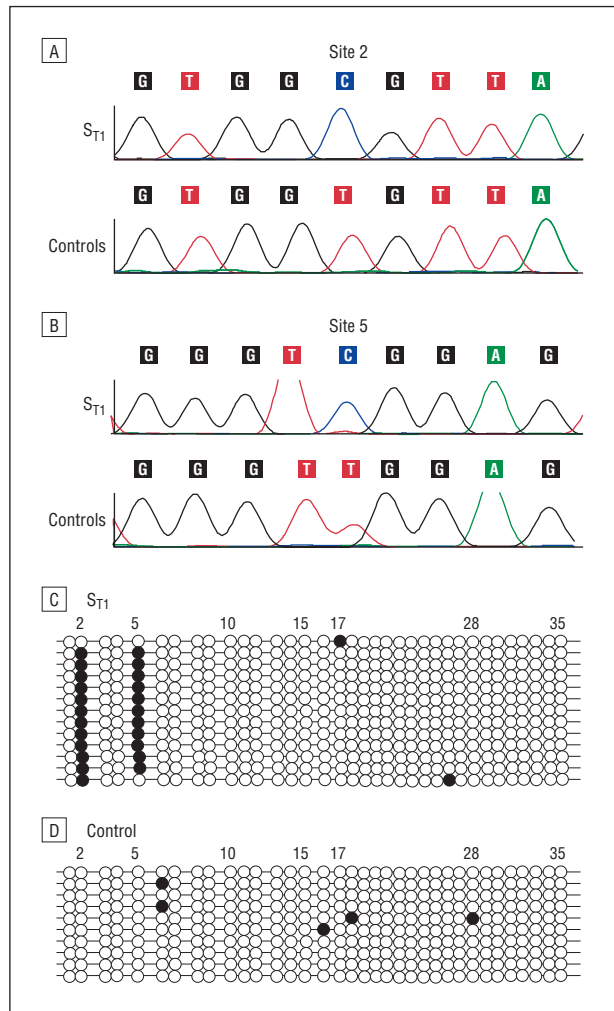 A Site 2
G T G G C G T T A
ST1
G T G G T G T T A
Controls
B Site 5
G G G T C G G A G
ST1
G G G T T G G A G
Controls
C ST1
2 5 10 15 17 28 35
D Control
2 5 10 15 17 28 35